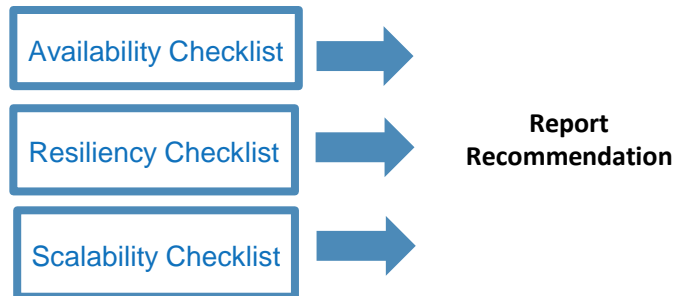 Availability Checklist
Resiliency Checklist
Report
Recommendation
Scalability Checklist